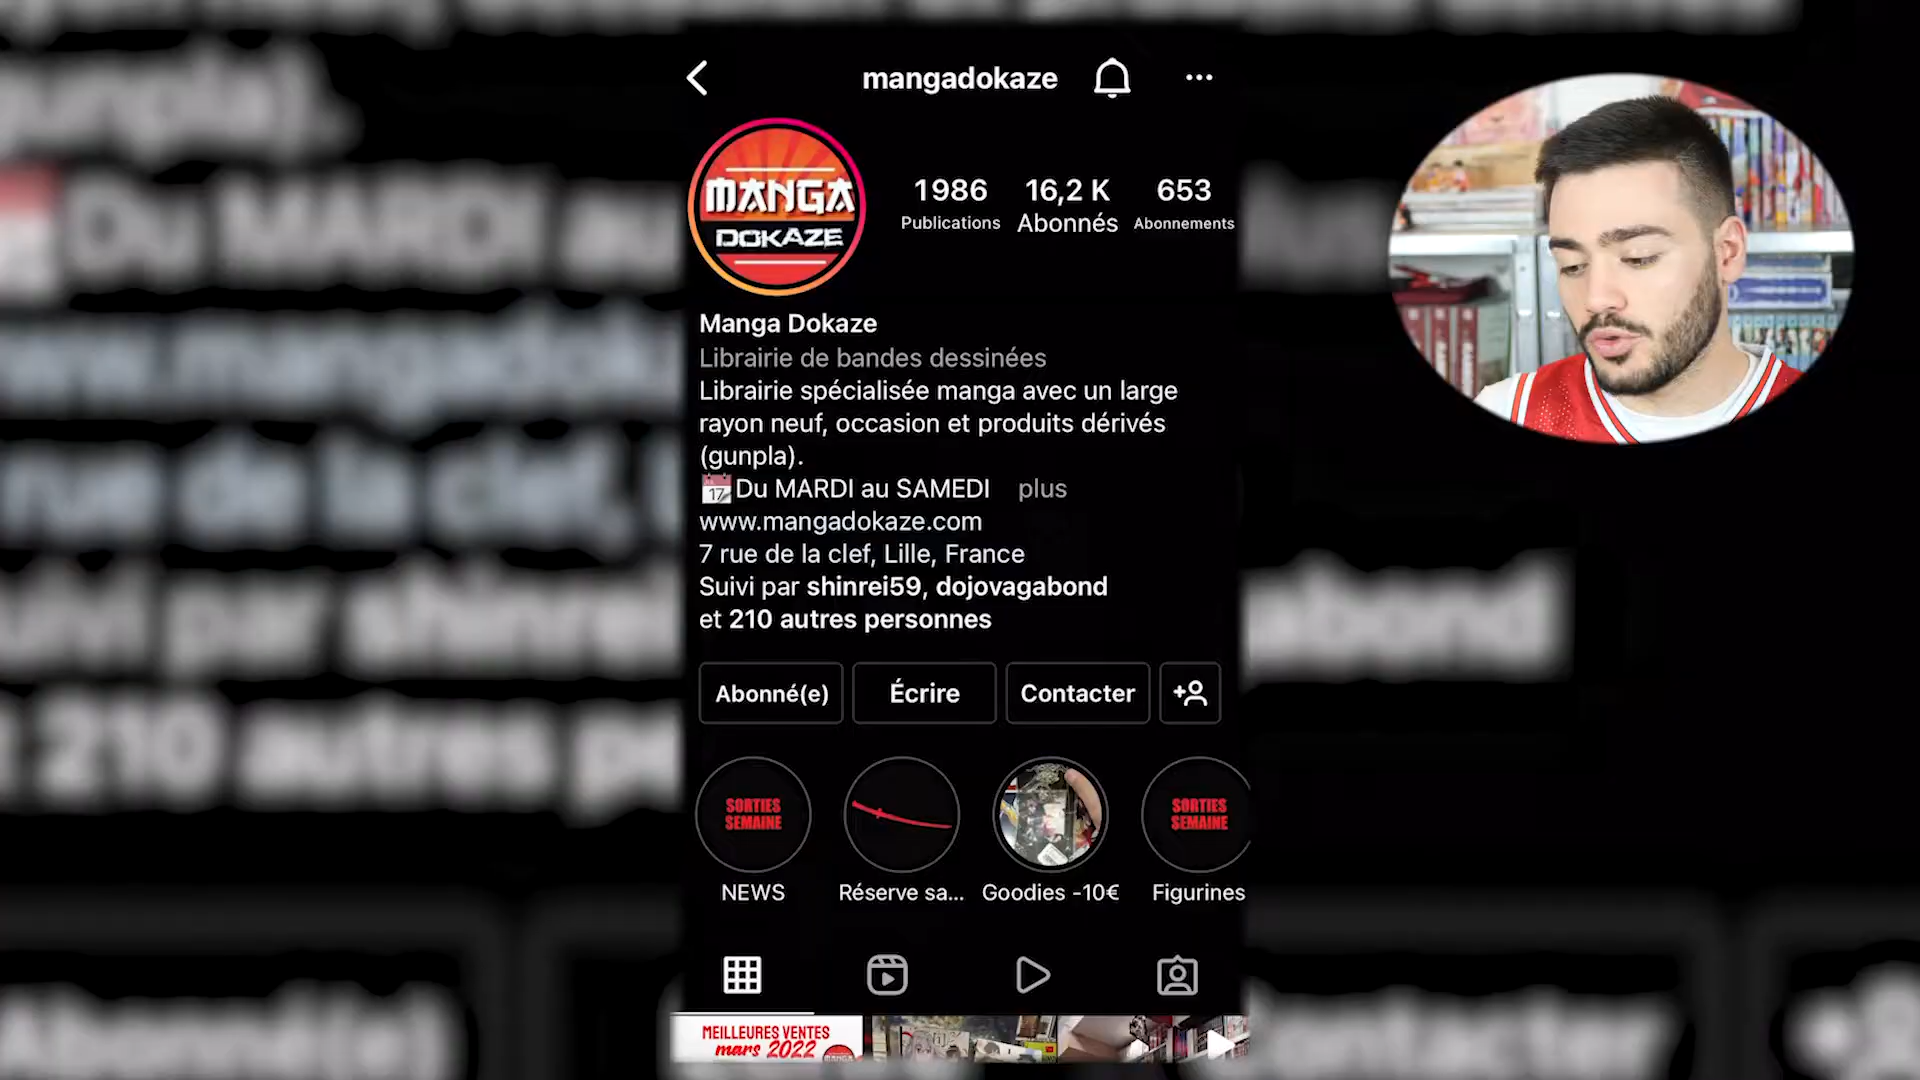 mangadokaze
MANGA
DOKAZE
1986
Publications
16,2 K
Abonnés
653
Abonnements
Manga Dokaze
Librairie de bandes dessinées
Librairie spécialisée manga avec un large
rayon neuf, occasion et produits dérivés
(gunpla).
17 Du MARDI au SAMEDI plus
www.mangadokaze.com
7 rue de la clef, Lille, France
Suivi par shinrei59, dojovagabond
et 210 autres personnes
Abonné(e)
Écrire
Contacter
SORTIES
SEMAINE
SORTIES
SEMAINE
NEWS
Réserve sa...
Goodies -10€
Figurines
MEILLEURES VENTES
mars 2022